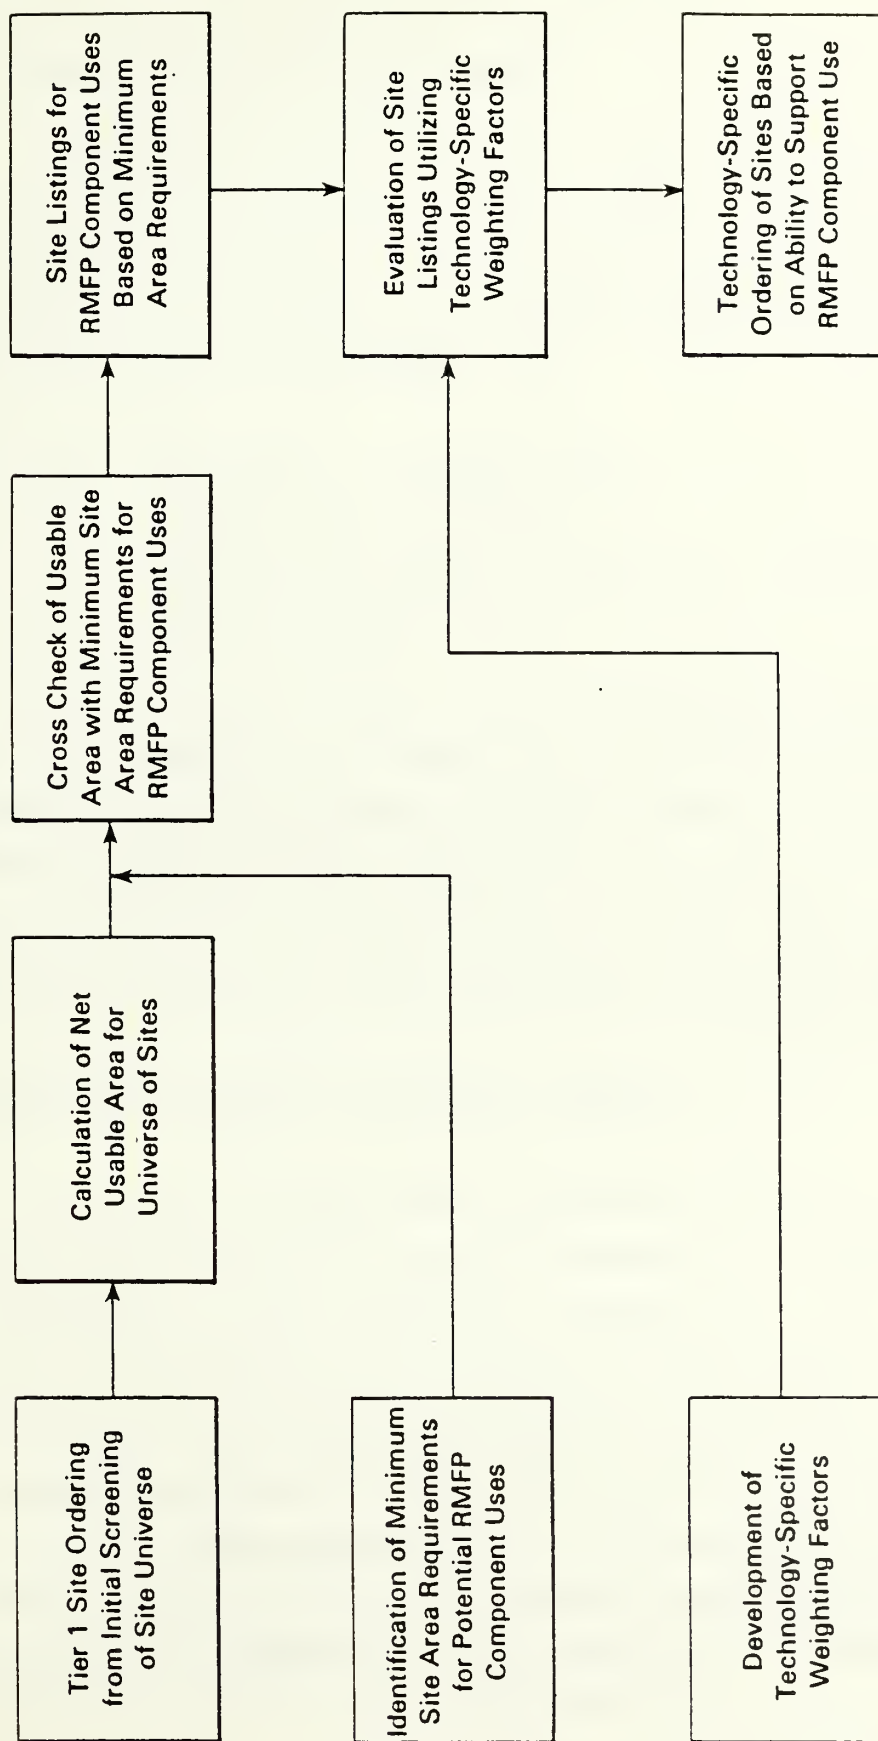 Tier 1 Site Ordering
from Initial Screening
of Site Universe
Calculation of Net
Usable Area for
Universe of Sites
Cross Check of Usable
Area with Minimum Site
Area Requirements for
RMFP Component Uses
Site Listings for
RMFP Component Uses
Based on Minimum
Area Requirements
Identification of Minimum
Site Area Requirements
for Potential RMFP
Component Uses
Evaluation of Site
Listings Utilizing
Technology-Specific
Weighting Factors
Development of
Technology-Specific
Weighting Factors
Technology-Specific
Ordering of Sites Based
on Ability to Support
RMFP Component Use